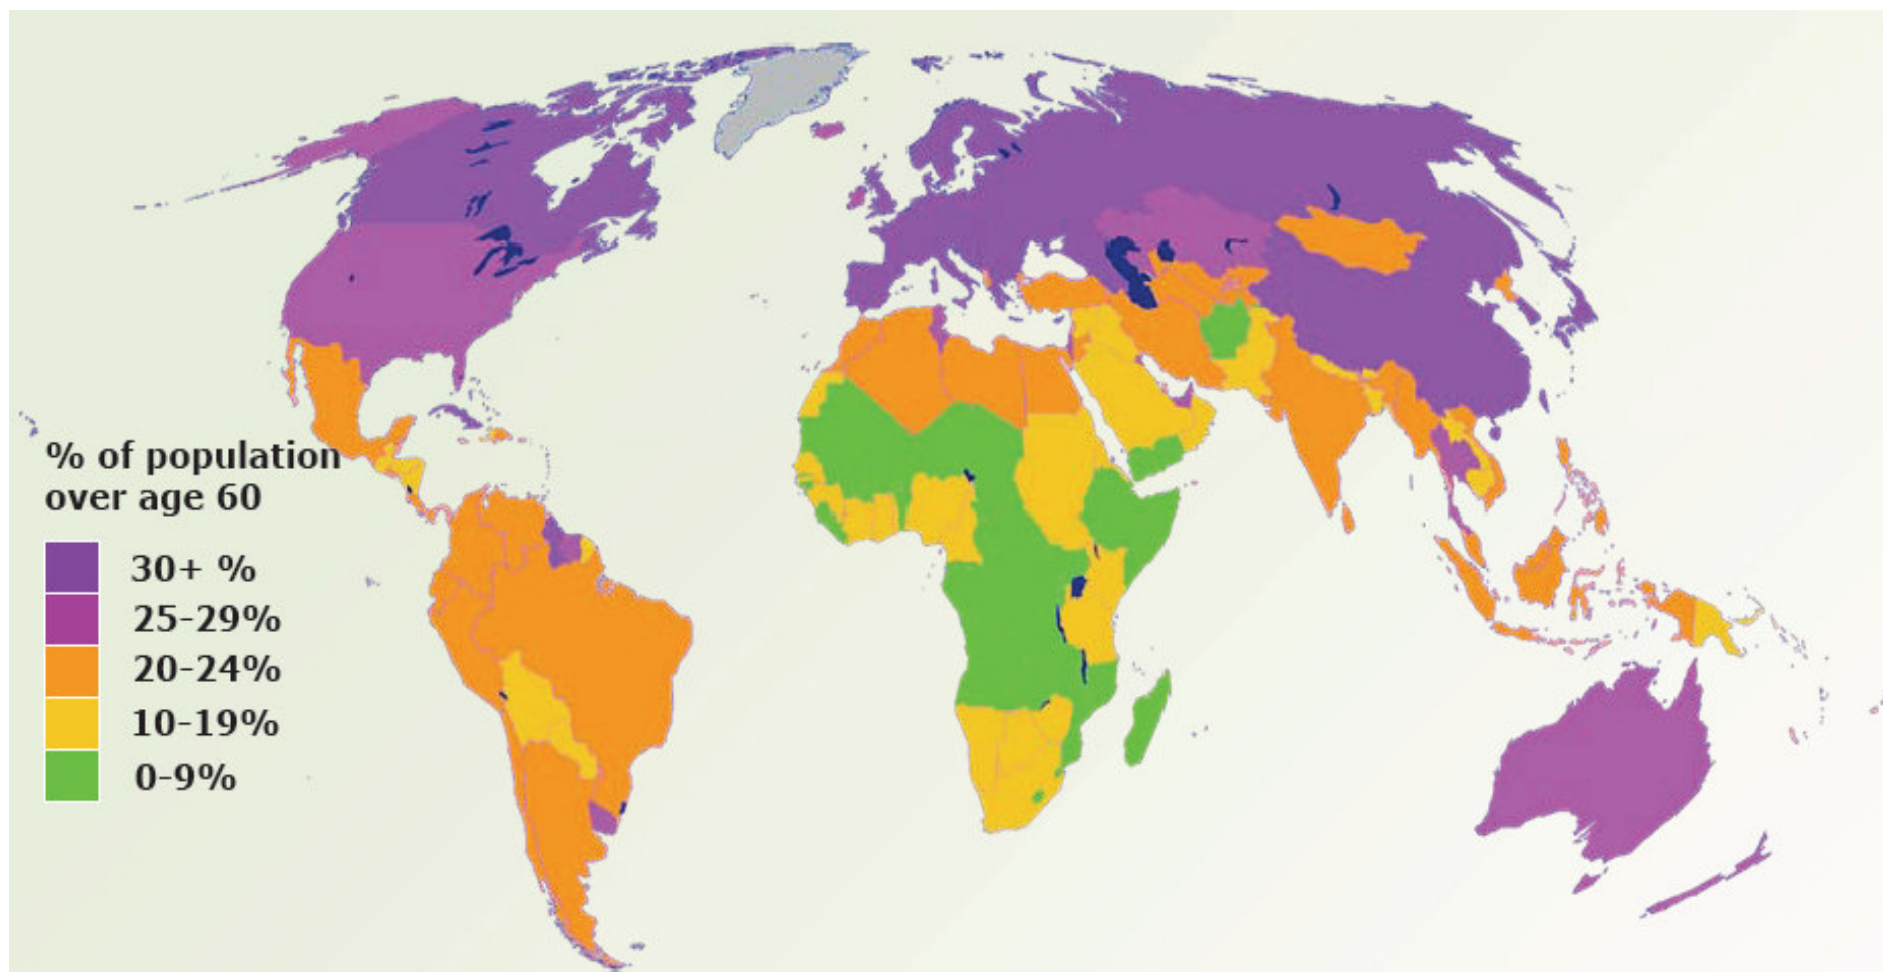 % of population
over age 60
30+ %
25-29%
20-24%
10-19%
0-9%